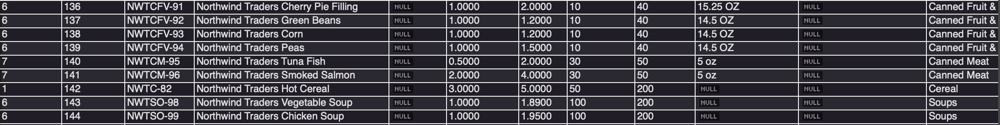 6 136 NWTCFV-91 Northwind Traders Cherry Pie Filling NULL 1.0000 2.0000 10 40 15.25 OZ NULL Canned Fruit &
6 137 NWTCFV-92 Northwind Traders Green Beans NULL 1.0000 1.2000 10 40 14.5 OZ NULL Canned Fruit &
6 138 NWTCFV-93 Northwind Traders Corn NULL 1.0000 1.2000 10 40 14.5 OZ NULL Canned Fruit &
6 139 NWTCFV-94 Northwind Traders Peas NULL 1.0000 1.5000 10 40 14.5 OZ NULL Canned Fruit &
7 140 NWTCM-95 Northwind Traders Tuna Fish NULL 0.5000 2.0000 30 50 5 oz NULL Canned Meat
7 141 NWTCM-96 Northwind Traders Smoked Salmon NULL 2.0000 4.0000 30 50 5 oz NULL Canned Meat
1 142 NWTC-82 Northwind Traders Hot Cereal NULL 3.0000 5.0000 50 200 NULL NULL Cereal
6 143 NWTSO-98 Northwind Traders Vegetable Soup NULL 1.0000 1.8900 100 200 NULL NULL Soups
6 144 NWTSO-99 Northwind Traders Chicken Soup NULL 1.0000 1.9500 100 200 NULL NULL Soups